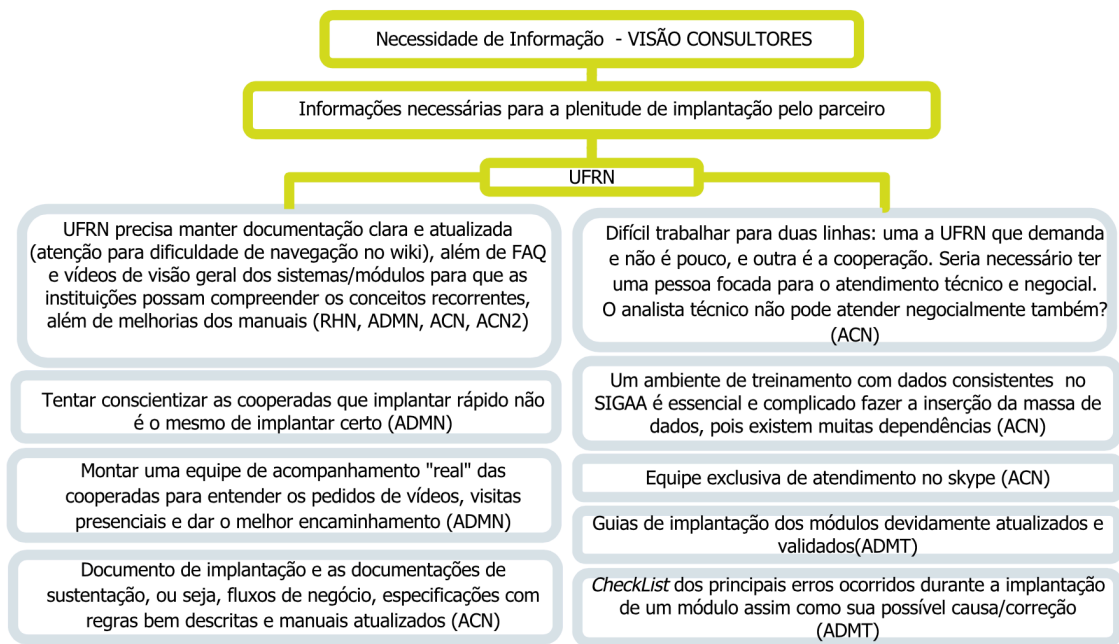 Necessidade de Informação - VISÃO CONSULTORES
Informações necessárias para a plenitude de implantação pelo parceiro
UFRN
UFRN precisa manter documentação clara e atualizada
(atenção para dificuldade de navegação no wiki), além de FAQ
e vídeos de visão geral dos sistemas/módulos para que as
instituições possam compreender os conceitos recorrentes,
além de melhorias dos manuais (RHN, ADMN, ACN, ACN2)
Tentar conscientizar as cooperadas que implantar rápido não
é o mesmo de implantar certo (ADMN)
Montar uma equipe de acompanhamento "real" das
cooperadas para entender os pedidos de vídeos, visitas
presenciais e dar o melhor encaminhamento (ADMN)
Documento de implantação e as documentações de
sustentação, ou seja, fluxos de negócio, especificações com
regras bem descritas e manuais atualizados (ACN)
Difícil trabalhar para duas linhas: uma a UFRN que demanda
e não é pouco, e outra é a cooperação. Seria necessário ter
uma pessoa focada para o atendimento técnico e negocial.
O analista técnico não pode atender negocialmente também?
(ACN)
Um ambiente de treinamento com dados consistentes no
SIGAA é essencial e complicado fazer a inserção da massa de
dados, pois existem muitas dependências (ACN)
Equipe exclusiva de atendimento no skype (ACN)
Guias de implantação dos módulos devidamente atualizados e
validados(ADMT)
CheckList dos principais erros ocorridos durante a implantação
de um módulo assim como sua possível causa/correção
(ADMT)